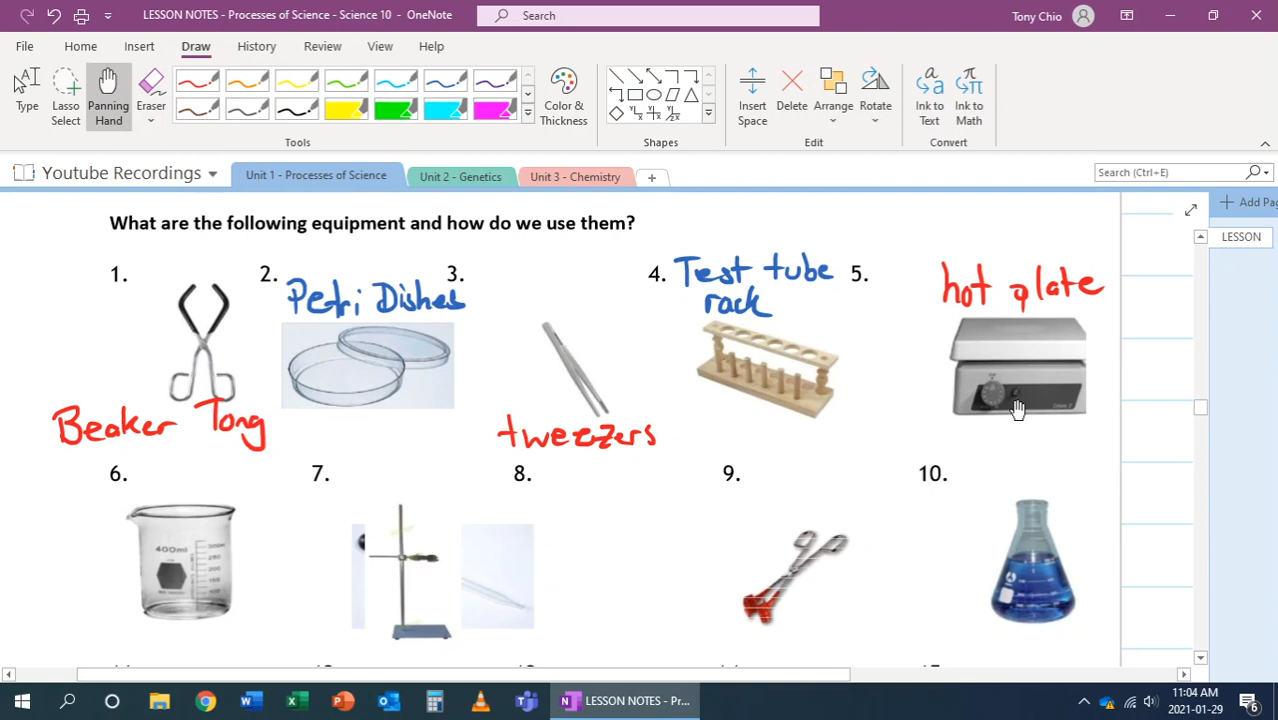 LESSON NOTES - Processes of Science - Science 10 - OneNote
Search
Tony Chio
File Home Insert Draw History Review View Help
Type
Lasso Select
Panning Hand
Eraser
Color & Thickness
Insert Space
Delete
Arrange
Rotate
Ink to Text
Ink to Math
Tools
Shapes
Edit
Convert
Youtube Recordings
Unit 1 - Processes of Science
Unit 2 - Genetics
Unit 3 - Chemistry
Search (Ctrl+E)
Add Pag
LESSON
What are the following equipment and how do we use them?
1. 2. 3. 4. 5.
Petri Dishes
Test tube
rack
hot plate
Beaker Tong
tweezers
6. 7. 8. 9. 10.
400ml
LESSON NOTES - Pr...
11:04 AM
2021-01-29
6